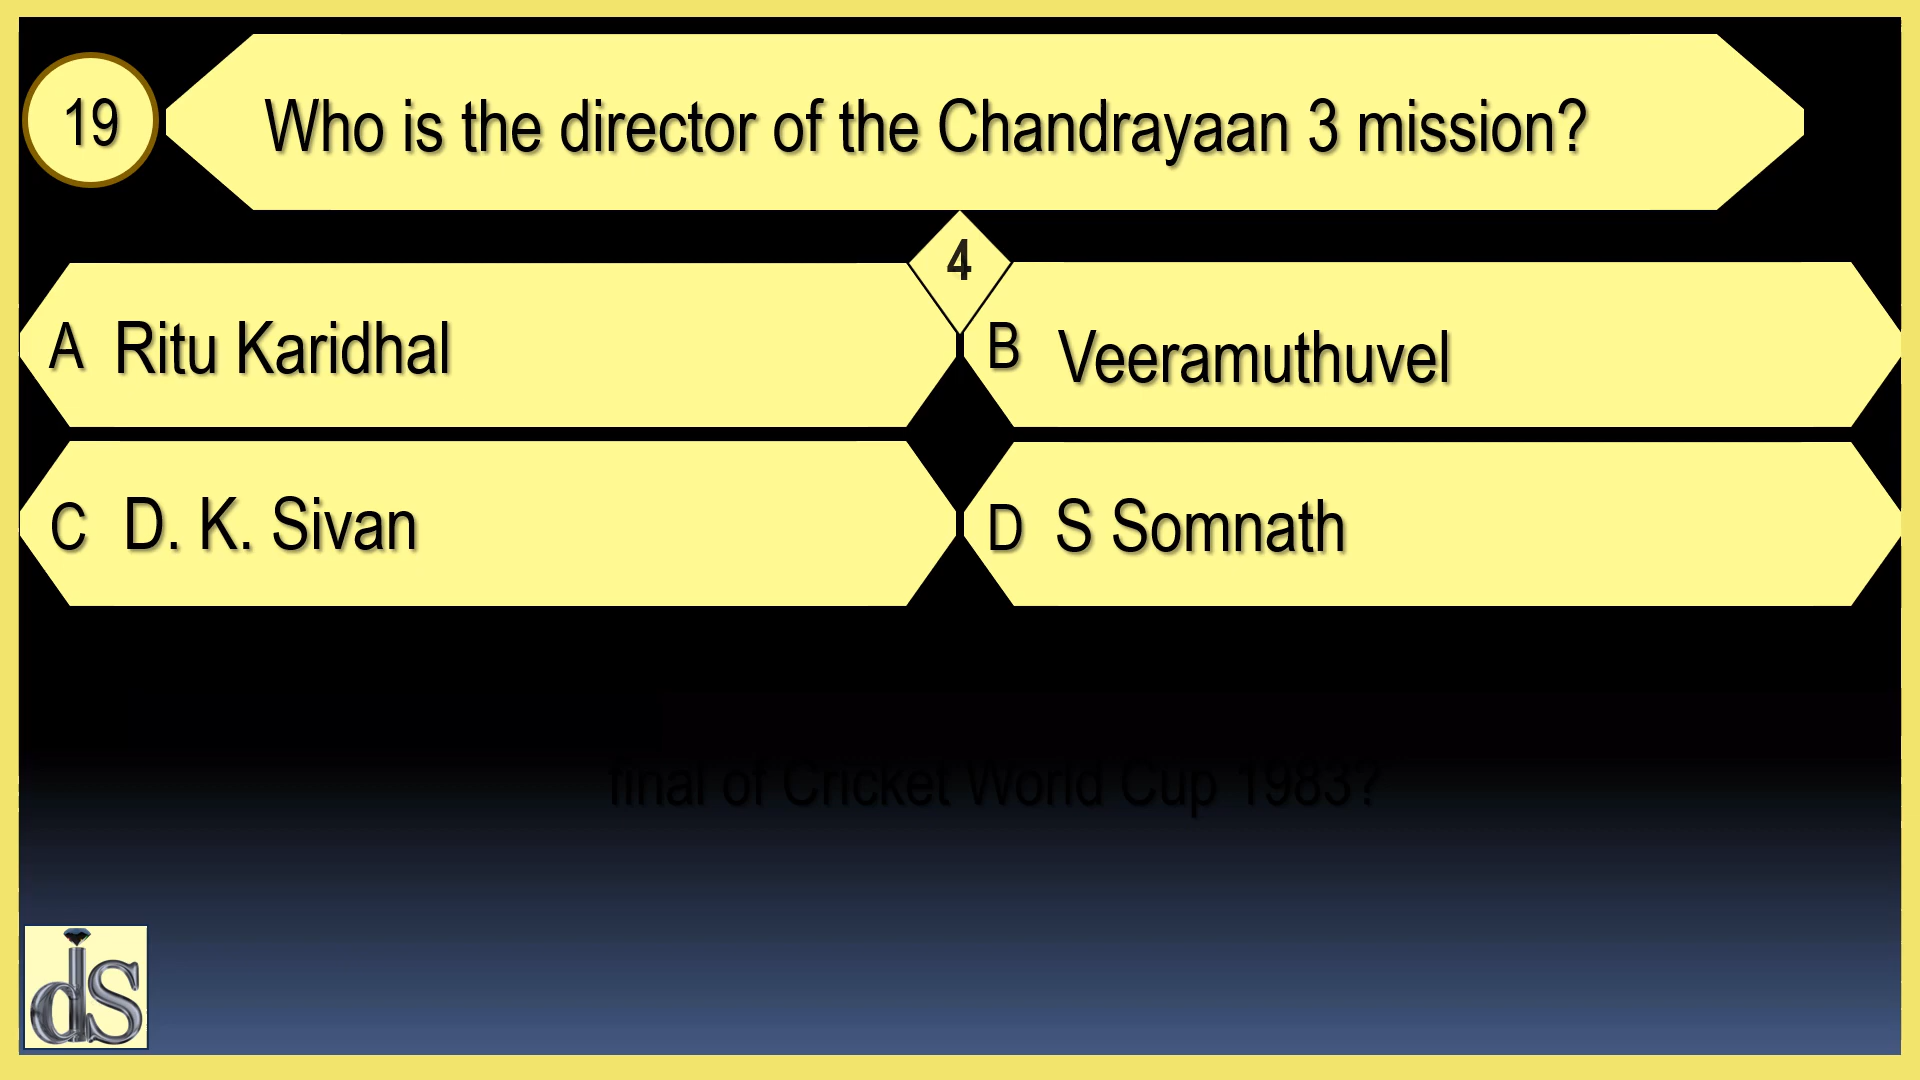 19
Who is the director of the Chandrayaan 3 mission?
4
A Ritu Karidhal
B Veeramuthuvel
C D. K. Sivan
D S Somnath
final of Cricket World Cup 1983?
ds